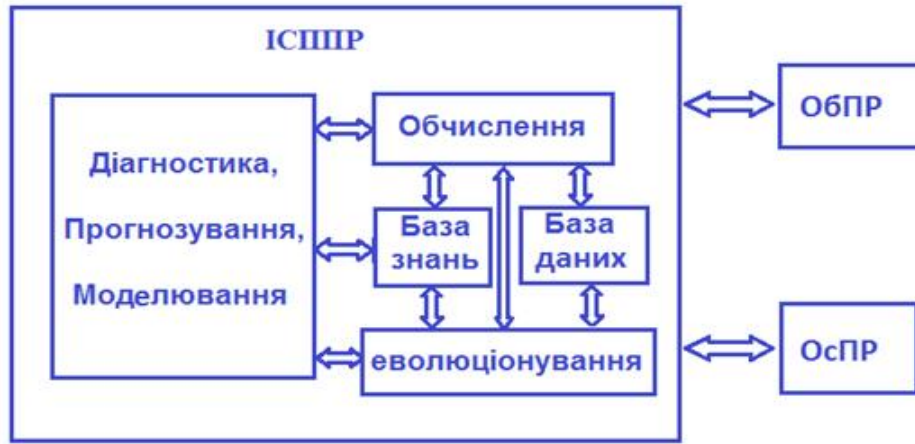 ІСППР
Діагностика,
Прогнозування,
Моделювання
Обчислення
База
знань
База
даних
еволюціонування
ОбПР
ОсПР